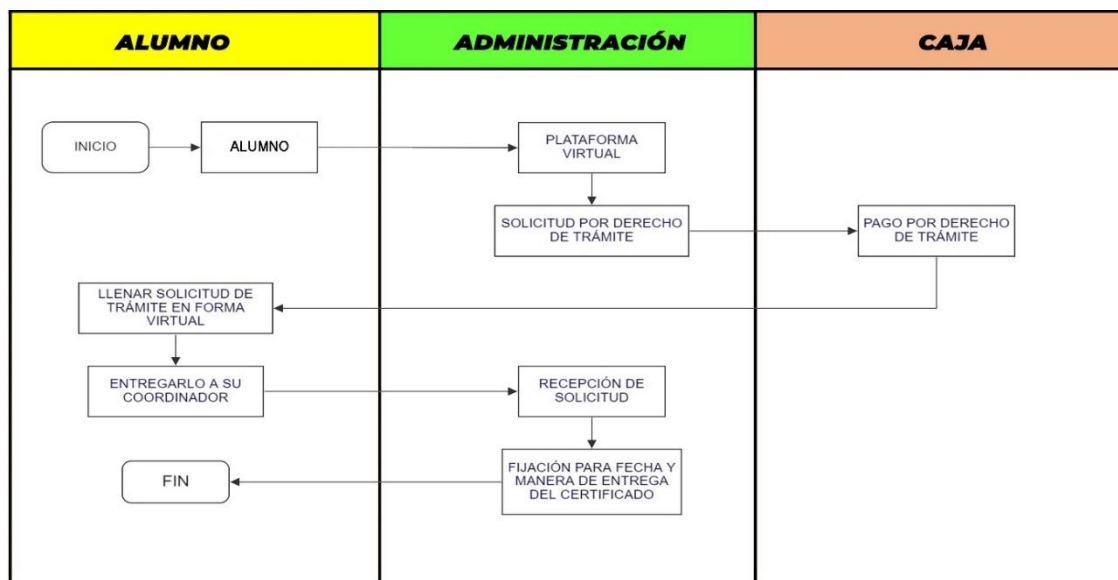 ALUMNO
ADMINISTRACIÓN
CAJA
INICIO
ALUMNO
PLATAFORMA
VIRTUAL
SOLICITUD POR DERECHO
DE TRÁMITE
PAGO POR DERECHO
DE TRÁMITE
LLENAR SOLICITUD DE
TRÁMITE EN FORMA
VIRTUAL
ENTREGARLO A SU
COORDINADOR
RECEPCIÓN DE
SOLICITUD
FIJACIÓN PARA FECHA Y
MANERA DE ENTREGA
DEL CERTIFICADO
FIN